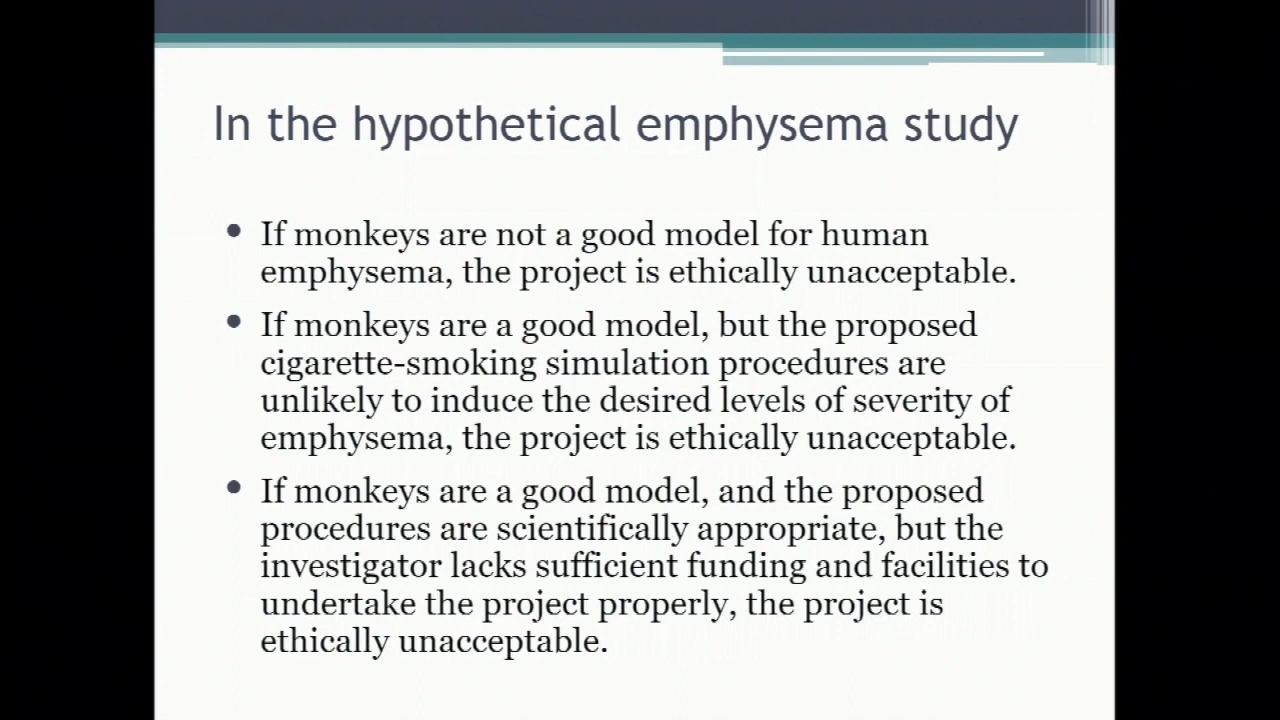 In the hypothetical emphysema study
• If monkeys are not a good model for human
emphysema, the project is ethically unacceptable.
• If monkeys are a good model, but the proposed
cigarette-smoking simulation procedures are
unlikely to induce the desired levels of severity of
emphysema, the project is ethically unacceptable.
• If monkeys are a good model, and the proposed
procedures are scientifically appropriate, but the
investigator lacks sufficient funding and facilities to
undertake the project properly, the project is
ethically unacceptable.